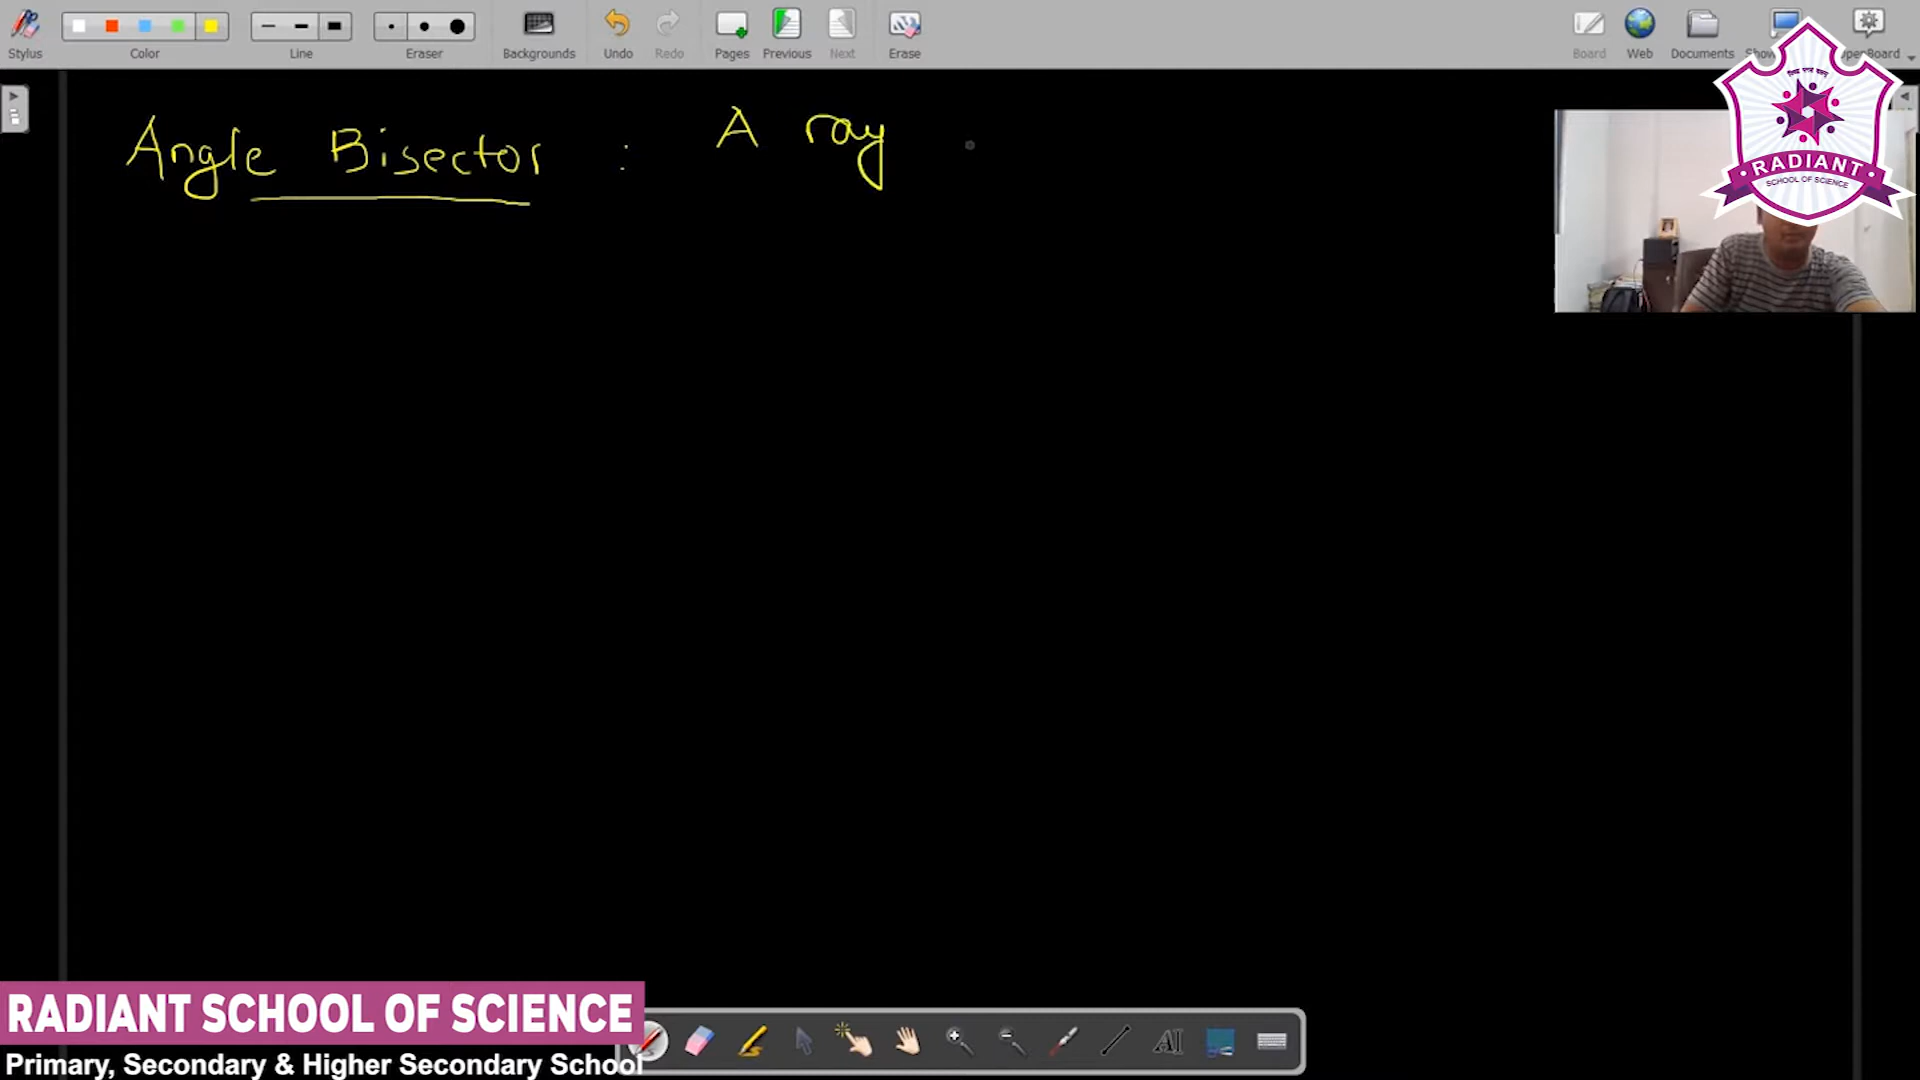 Stylus Color Line Eraser Backgrounds Undo Redo Pages Previous Next Erase Board Web Documents
Angle Bisector : A ray
RADIANT
SCHOOL OF SCIENCE
AI
RADIANT SCHOOL OF SCIENCE
Primary, Secondary & Higher Secondary School